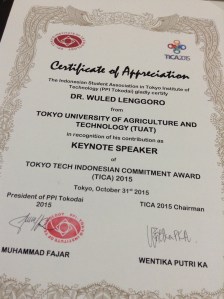 TICA2015
Certificate of Appreciation
The Indonesian Student Association in Tokyo Institute of
Technology (PPI Tokodai) gladly certify
DR. WULED LENGGORO
from
TOKYO UNIVERSITY OF AGRICULTURE AND
TECHNOLOGY (TUAT)
in recognition of his contribution as
KEYNOTE SPEAKER
of
TOKYO TECH INDONESIAN COMMITMENT AWARD
(TICA) 2015
Tokyo, October 31st 2015
President of PPI Tokodai
2015
TICA 2015 Chairman
MUHAMMAD FAJAR
WENTIKA PUTRI KA